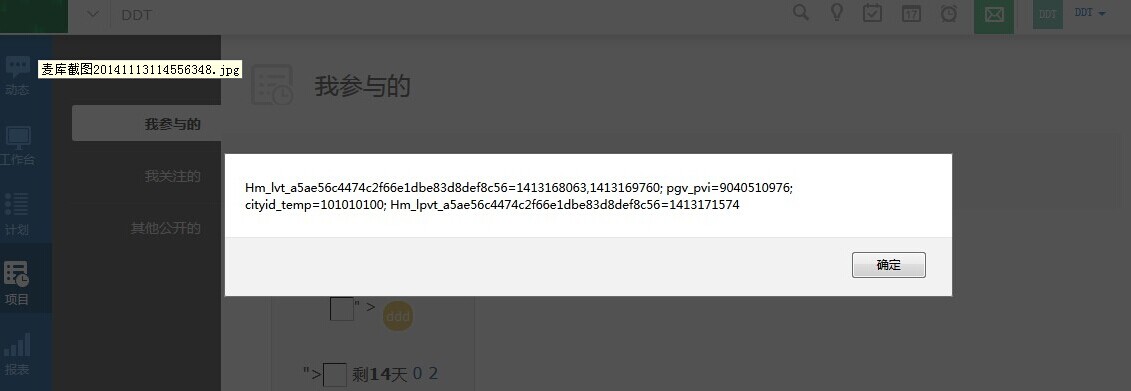 DDT
17
DDT
DDT
麦库截图20141113114556348.jpg
动态
我参与的
我参与的
工作台
我关注的
Hm_lvt_a5ae56c4474c2f66e1dbe83d8def8c56=1413168063,1413169760; pgv_pvi=9040510976;
cityid_temp=101010100; Hm_lpvt_a5ae56c4474c2f66e1dbe83d8def8c56=1413171574
计划
其他公开的
确定
项目
" >
ddd
报表
"> 剩14天 0 2